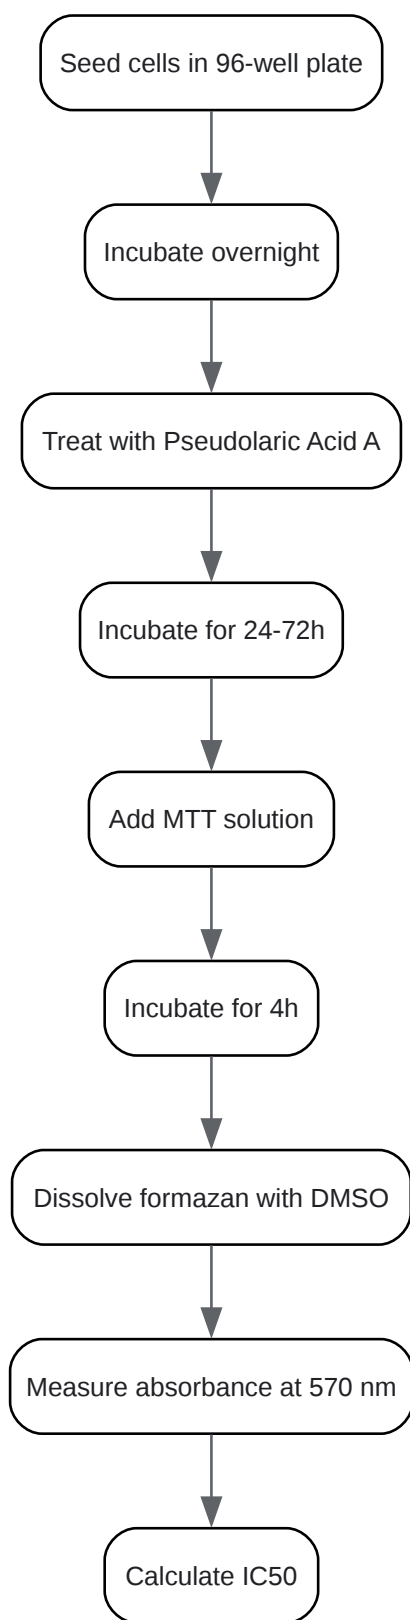 Seed cells in 96-well plate
Incubate overnight
Treat with Pseudolaric Acid A
Incubate for 24-72h
Add MTT solution
Incubate for 4h
Dissolve formazan with DMSO
Measure absorbance at 570 nm
Calculate IC50